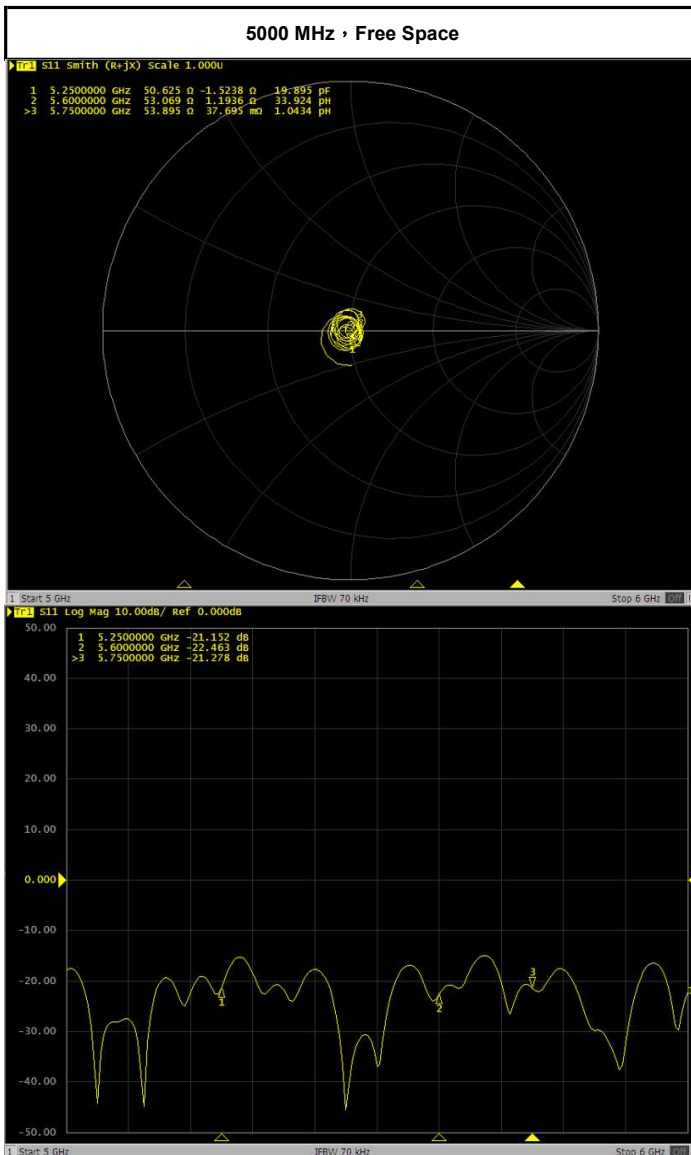 5000 MHz，Free Space
Tr1 S11 Smith (R+jX) Scale 1.000U
1 5.2500000 GHz 50.625 Ω -1.5238 Ω 19.895 pF
2 5.6000000 GHz 53.069 Ω 1.1936 Ω 33.924 pH
>3 5.7500000 GHz 53.895 Ω 37.695 mΩ 1.0434 pH
1
1 Start 5 GHz IFBW 70 kHz Stop 6 GHz Off
Tr1 S11 Log Mag 10.00dB/ Ref 0.000dB
50.00
1 5.2500000 GHz -21.152 dB
2 5.6000000 GHz -22.463 dB
>3 5.7500000 GHz -21.278 dB
40.00
30.00
20.00
10.00
0.000
-10.00
3
-20.00
1
2
-30.00
-40.00
-50.00
1 Start 5 GHz IFBW 70 kHz Stop 6 GHz Off